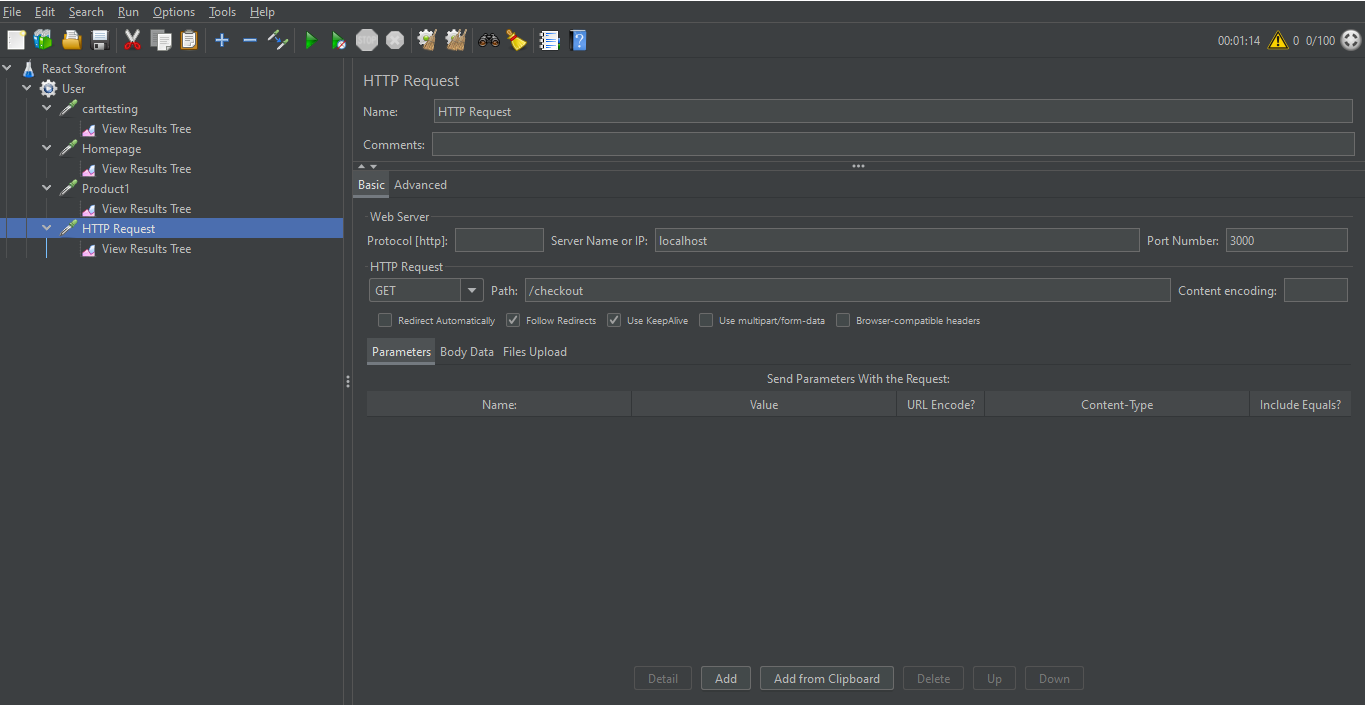 File Edit Search Run Options Tools Help
STOP 00:01:14 0 0/100
React Storefront
User
carttesting
View Results Tree
Homepage
View Results Tree
Product1
View Results Tree
HTTP Request
View Results Tree
HTTP Request
Name: HTTP Request
Comments:
Basic Advanced
Web Server
Protocol [http]: Server Name or IP: localhost Port Number: 3000
HTTP Request
GET Path: /checkout Content encoding:
Redirect Automatically Follow Redirects Use KeepAlive Use multipart/form-data Browser-compatible headers
Parameters Body Data Files Upload
Send Parameters With the Request:
Name: Value URL Encode? Content-Type Include Equals?
Detail Add Add from Clipboard Delete Up Down